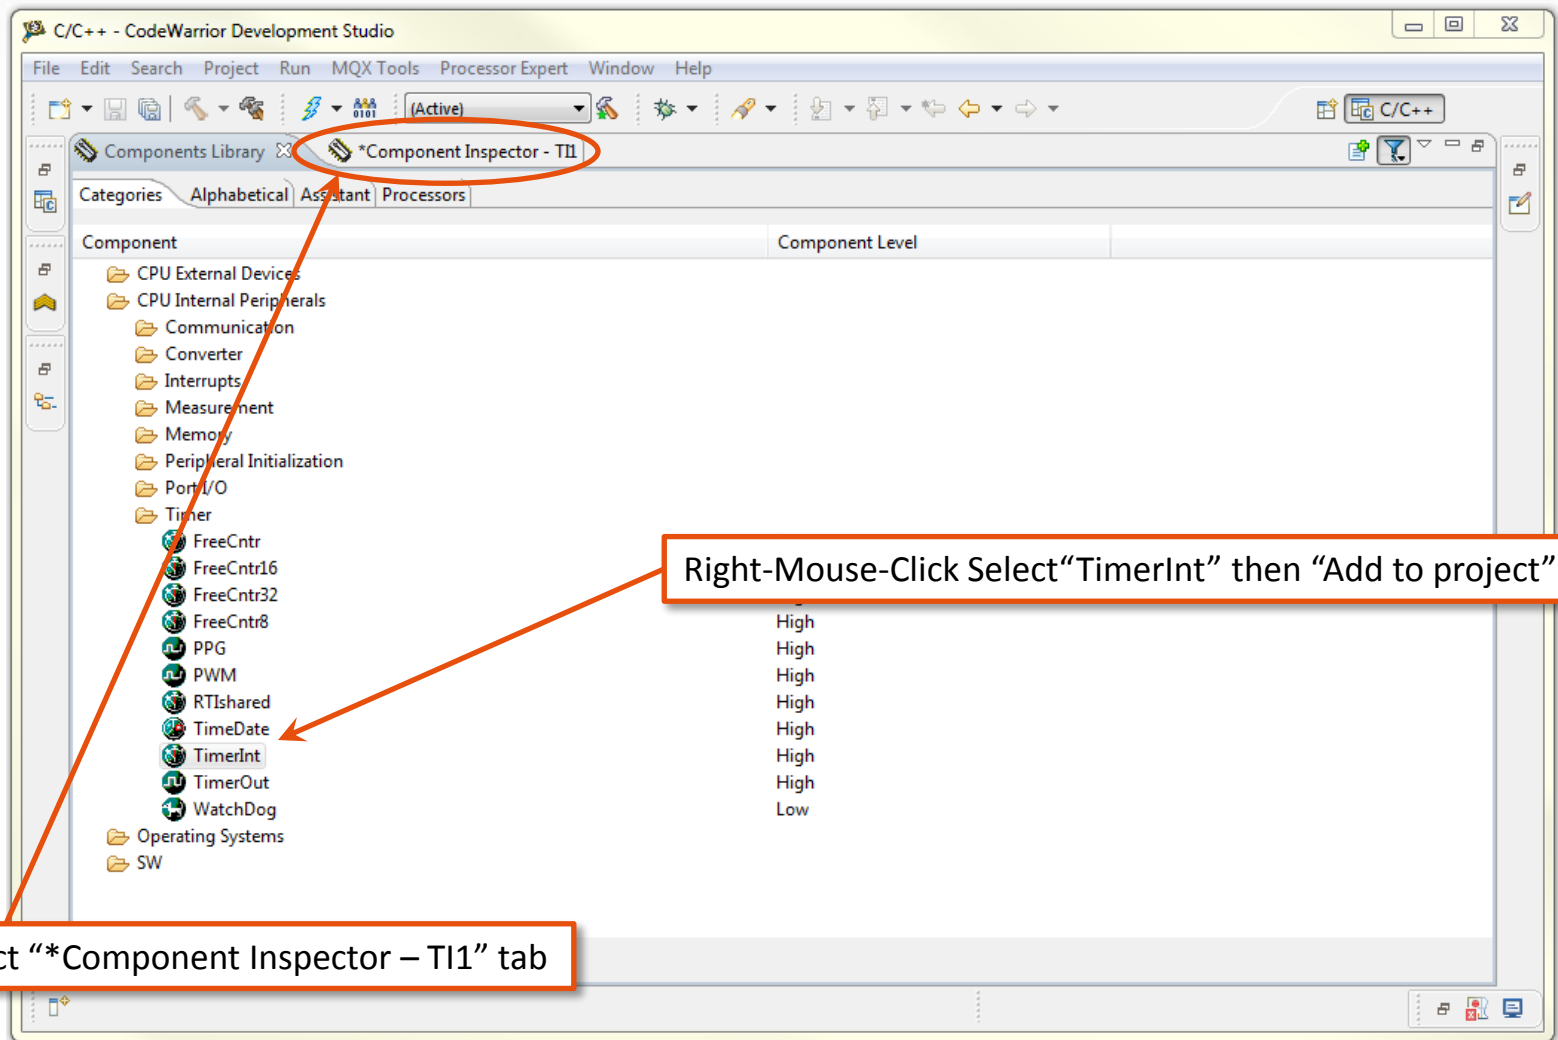 C/C++ - CodeWarrior Development Studio
File Edit Search Project Run MQX Tools Processor Expert Window Help
0101 (Active) C/C++
Components Library *Component Inspector - TI1
Categories Alphabetical Assistant Processors
Component Component Level
CPU External Devices
CPU Internal Peripherals
Communication
Converter
Interrupts
Measurement
Memory
Peripheral Initialization
Port I/O
Timer
FreeCntr
Right-Mouse-Click Select“TimerInt” then “Add to project”
FreeCntr16
FreeCntr32
FreeCntr8 High
PPG High
PWM High
RTIshared High
TimeDate High
TimerInt High
TimerOut High
WatchDog Low
Operating Systems
SW
“*Component Inspector – TI1” tab